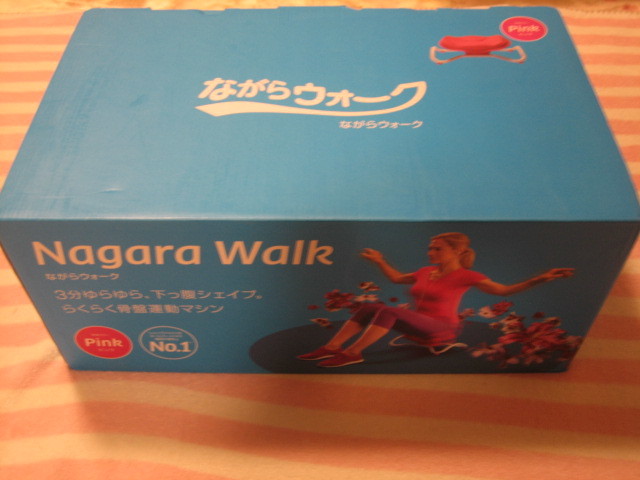 Pink
ながらウォーク
ながらウォーク
Nagara Walk
ながらウォーク
3分ゆらゆら、下っ腹シェイプ。
らくらく骨盤運動マシン
Pink
No.1